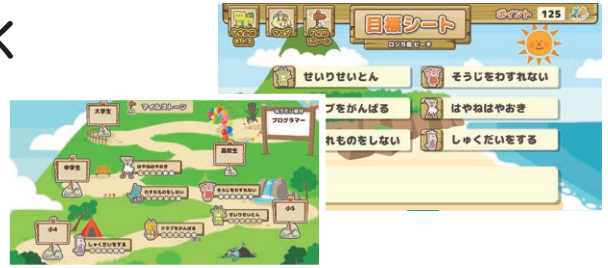 く
ポイント 125
目標シート
ロンガ島 ビーチ
せいりせいとん
そうじをわすれない
ブをがんばる
はやねはやおき
れものをしない
しゅくだいをする
大学生
マイルストーン
プログラマー
高校生
中学生
はやねはやおき
わすれものをしない
そうじをわすれない
小5
せいりせいとん
小4
クラブをがんばる
しゅくだいをする